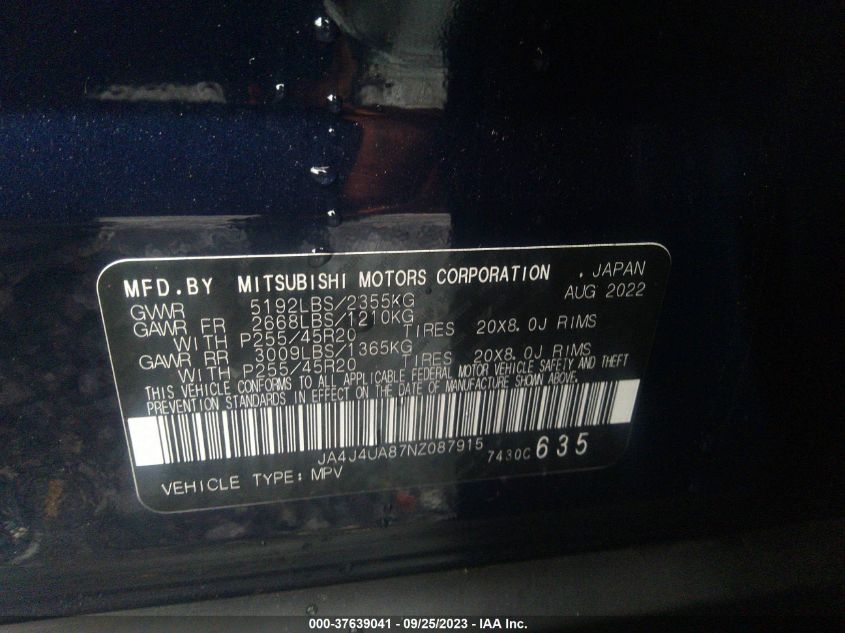 MFD.BY MITSUBISHI MOTORS CORPORATION . JAPAN
GVWR 5192LBS/2355KG AUG 2022
GAWR FR 2668LBS/1210KG
WITH P255/45R20 TIRES 20X8.0J RIMS
GAWR RR 3009LBS/1365KG
WITH P255/45R20 TIRES 20X8.0J RIMS
THIS VEHICLE CONFORMS TO ALL APPLICABLE FEDERAL MOTOR VEHICLE SAFETY AND THEFT
PREVENTION STANDARDS IN EFFECT ON THE DATE OF MANUFACTURE SHOWN ABOVE.
JA4J4UA87NZ087915 7430C 635
VEHICLE TYPE: MPV
000-37639041 - 09/25/2023 - IAA Inc.